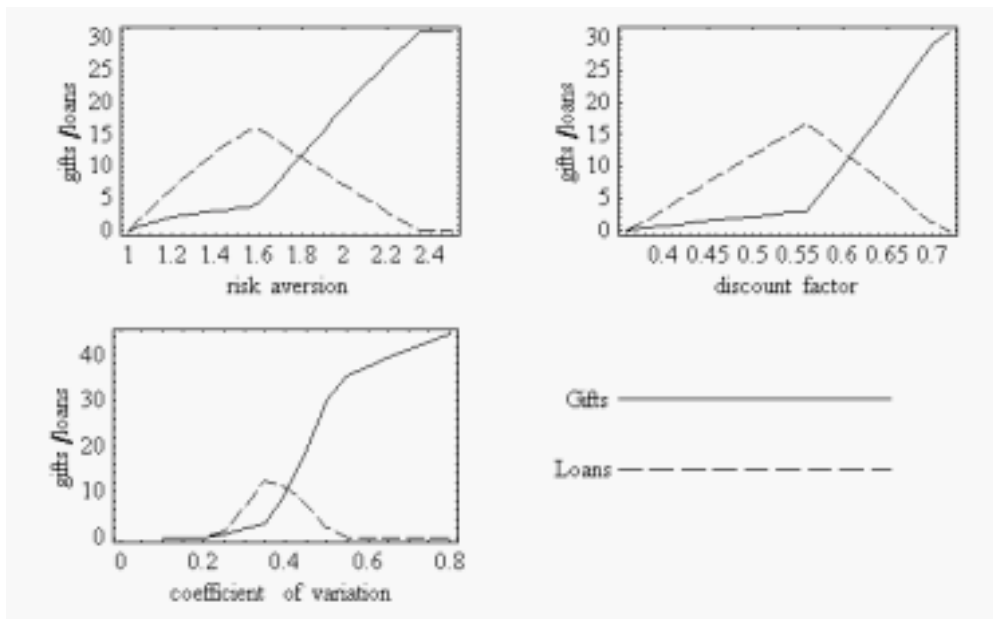 30
25
20
15
10
5
0
gifts /loans
1 1.2 1.4 1.6 1.8 2 2.2 2.4
risk aversion
30
25
20
15
10
5
0
gifts /loans
0.4 0.45 0.5 0.55 0.6 0.65 0.7
discount factor
40
30
20
10
0
gifts /loans
0 0.2 0.4 0.6 0.8
coefficient of variation
Gifts
Loans